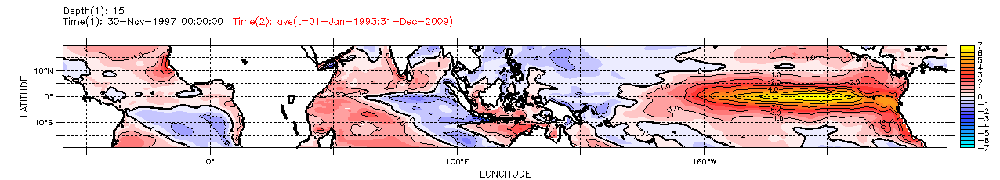 Depth(1): 15
Time(1): 30-Nov-1997 00:00:00 Time(2): ave(t=01-Jan-1993:31-Dec-2009)
LATITUDE
10°N
0°
10°S
0°
100°E
160°W
LONGITUDE
7
6
5
4
3
2
1
0
-1
-2
-3
-4
-5
-6
-7